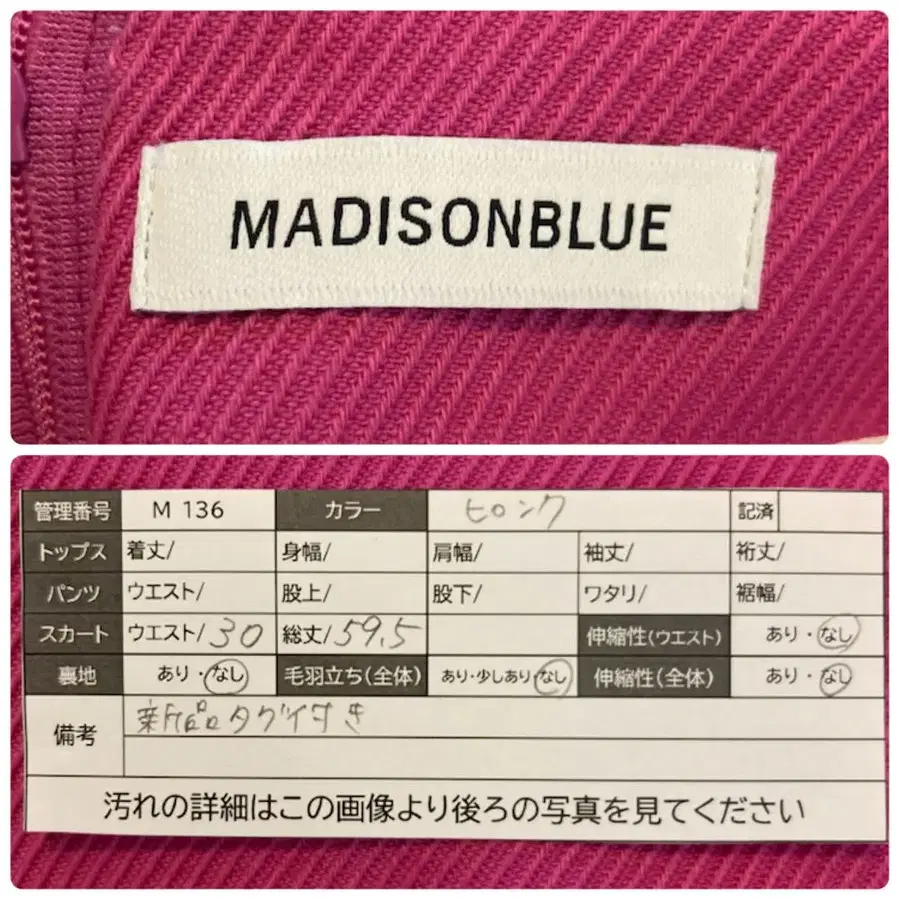 MADISONBLUE
管理番号 M 136 カラー ピンク 記済
トップス 着丈/ 身幅/ 肩幅/ 袖丈/ 裄丈/
パンツ ウエスト/ 股上/ 股下/ ワタリ/ 裾幅/
スカート ウエスト/30 総丈/59.5 伸縮性(ウエスト) あり・なし
裏地 あり・なし 毛羽立ち(全体) あり・少しあり・なし 伸縮性(全体) あり・なし
備考 新品タグ付き
汚れの詳細はこの画像より後ろの写真を見てください